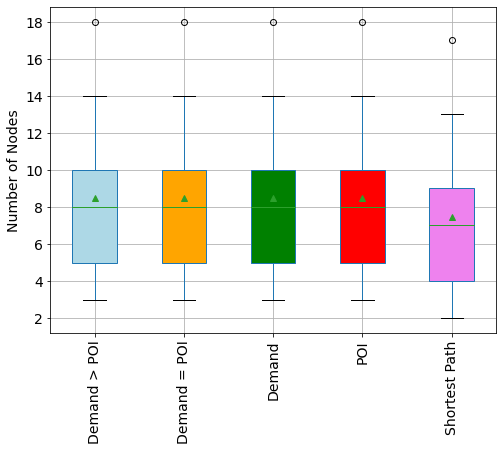 Number of Nodes
18
16
14
12
10
8
6
4
2
Demand > POI
Demand = POI
Demand
POI
Shortest Path